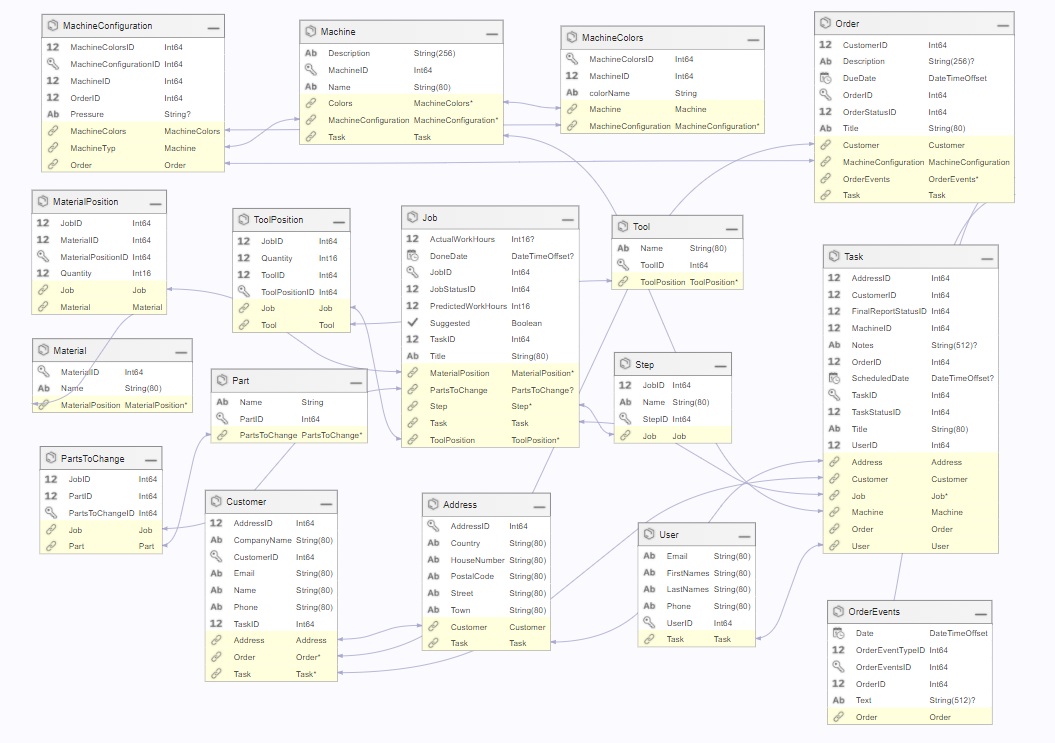 MachineConfiguration
12 MachineColorsID Int64
MachineConfigurationID Int64
12 MachineID Int64
12 OrderID Int64
Ab Pressure String?
MachineColors MachineColors
MachineTyp Machine
Order Order
Machine
Ab Description String(256)
MachineID Int64
Ab Name String(80)
Colors MachineColors*
MachineConfiguration MachineConfiguration*
Task Task
MachineColors
MachineColorsID Int64
12 MachineID Int64
Ab colorName String
Machine Machine
MachineConfiguration MachineConfiguration*
Order
12 CustomerID Int64
Ab Description String(256)?
DueDate DateTimeOffset
OrderID Int64
12 OrderStatusID Int64
Ab Title String(80)
Customer Customer
MachineConfiguration MachineConfiguration
OrderEvents OrderEvents*
Task Task
MaterialPosition
12 JobID Int64
12 MaterialID Int64
MaterialPositionID Int64
12 Quantity Int16
Job Job
Material Material
ToolPosition
12 JobID Int64
12 Quantity Int16
12 ToolID Int64
ToolPositionID Int64
Job Job
Tool Tool
Job
12 ActualWorkHours Int16?
DoneDate DateTimeOffset?
JobID Int64
12 JobStatusID Int64
12 PredictedWorkHours Int16
Suggested Boolean
12 TaskID Int64
Ab Title String(80)
MaterialPosition MaterialPosition*
PartsToChange PartsToChange?
Step Step*
Task Task
ToolPosition ToolPosition*
Tool
Ab Name String(80)
ToolID Int64
ToolPosition ToolPosition*
Task
12 AddressID Int64
12 CustomerID Int64
12 FinalReportStatusID Int64
12 MachineID Int64
Ab Notes String(512)?
12 OrderID Int64
ScheduledDate DateTimeOffset?
TaskID Int64
12 TaskStatusID Int64
Ab Title String(80)
12 UserID Int64
Address Address
Customer Customer
Job Job*
Machine Machine
Order Order
User User
Material
MaterialID Int64
Ab Name String(80)
MaterialPosition MaterialPosition*
Part
Ab Name String
PartID Int64
PartsToChange PartsToChange*
Step
12 JobID Int64
Ab Name String(80)
StepID Int64
Job Job
PartsToChange
12 JobID Int64
12 PartID Int64
PartsToChangeID Int64
Job Job
Part Part
Customer
12 AddressID Int64
Ab CompanyName String(80)
CustomerID Int64
Ab Email String(80)
Ab Name String(80)
Ab Phone String(80)
12 TaskID Int64
Address Address
Order Order*
Task Task*
Address
AddressID Int64
Ab Country String(80)
Ab HouseNumber String(80)
Ab PostalCode String(80)
Ab Street String(80)
Ab Town String(80)
Customer Customer
Task Task
User
Ab Email String(80)
Ab FirstNames String(80)
Ab LastNames String(80)
Ab Phone String(80)
UserID Int64
Task Task
OrderEvents
Date DateTimeOffset
12 OrderEventTypeID Int64
OrderEventsID Int64
12 OrderID Int64
Ab Text String(512)?
Order Order